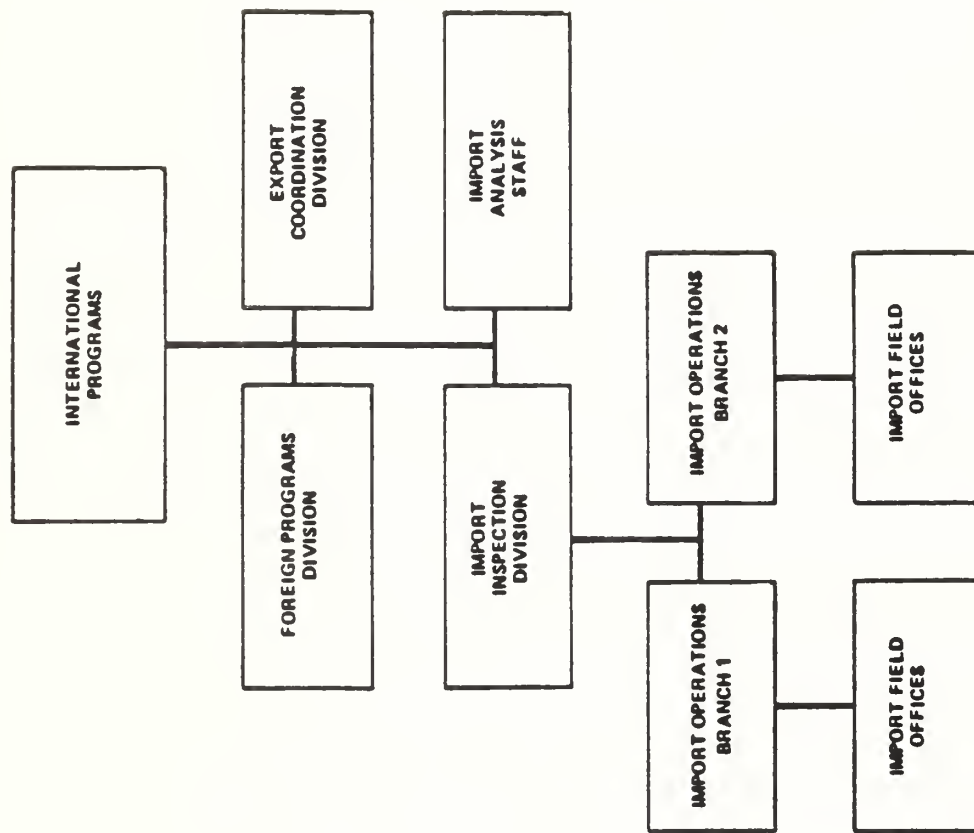 INTERNATIONAL
PROGRAMS
FOREIGN PROGRAMS
DIVISION
EXPORT
COORDINATION
DIVISION
IMPORT
INSPECTION
DIVISION
IMPORT
ANALYSIS
STAFF
IMPORT OPERATIONS
BRANCH 1
IMPORT OPERATIONS
BRANCH 2
IMPORT FIELD
OFFICES
IMPORT FIELD
OFFICES